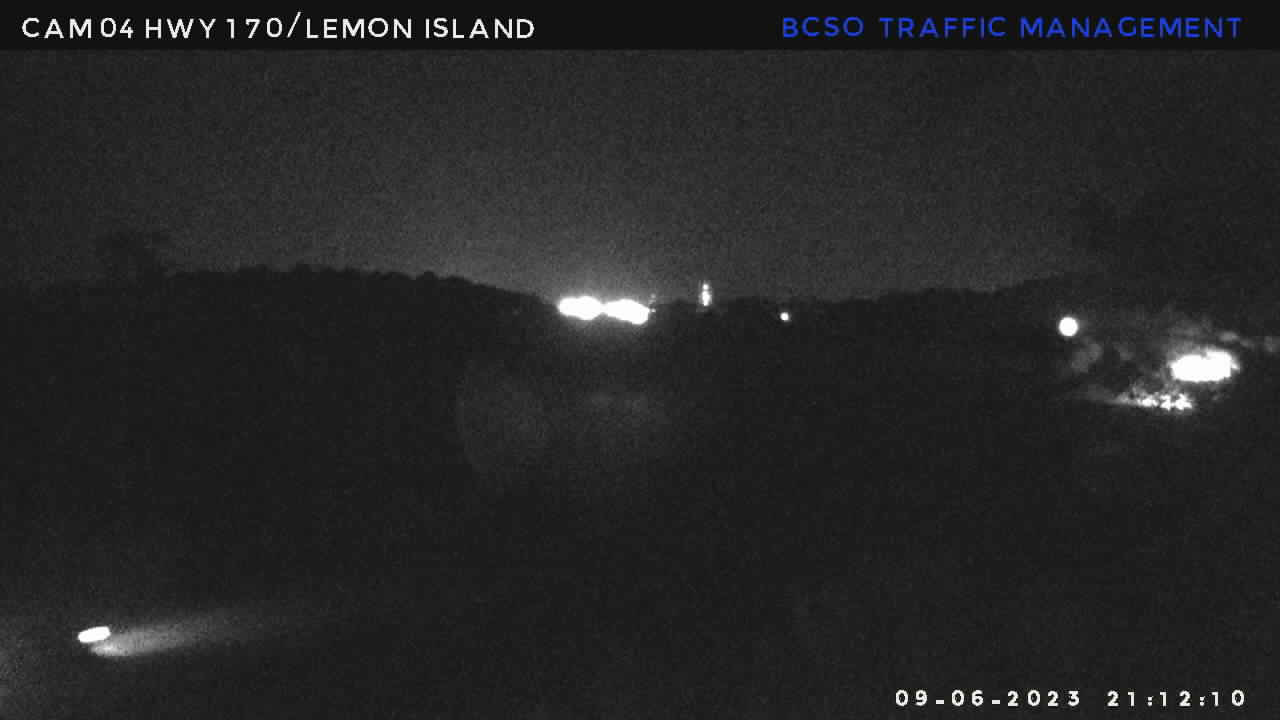 CAM04 HWY 170/LEMON ISLAND
BCSO TRAFFIC MANAGEMENT
09-06-2023 21:12:10